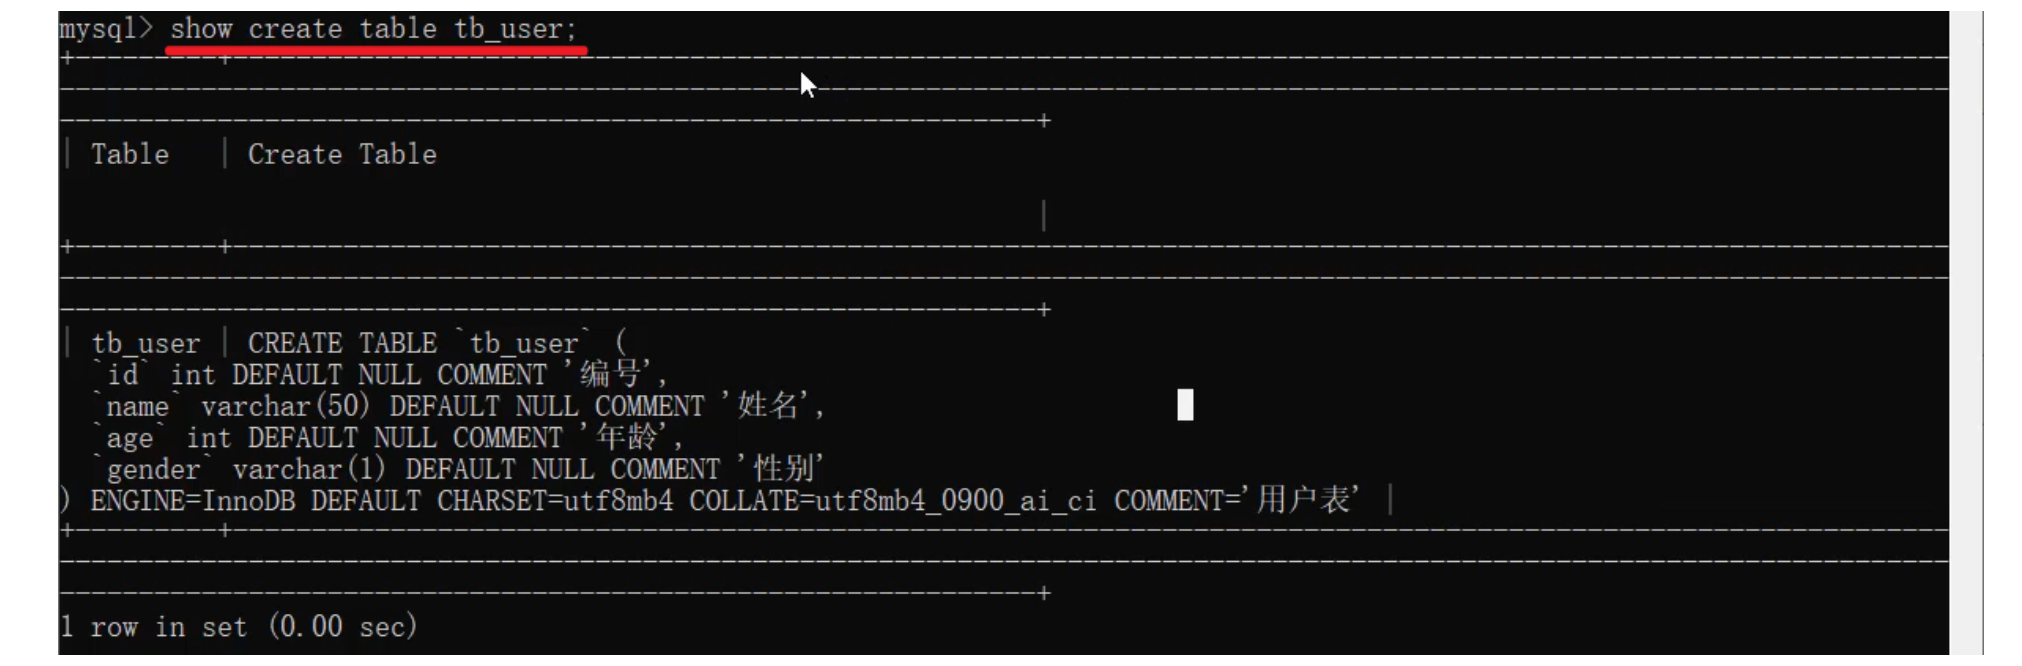 mysql> show create table tb_user;
| Table | Create Table |
| tb_user | CREATE TABLE `tb_user` (
`id` int DEFAULT NULL COMMENT '编号',
`name` varchar(50) DEFAULT NULL COMMENT '姓名',
`age` int DEFAULT NULL COMMENT '年龄',
`gender` varchar(1) DEFAULT NULL COMMENT '性别'
) ENGINE=InnoDB DEFAULT CHARSET=utf8mb4 COLLATE=utf8mb4_0900_ai_ci COMMENT='用户表' |
1 row in set (0.00 sec)